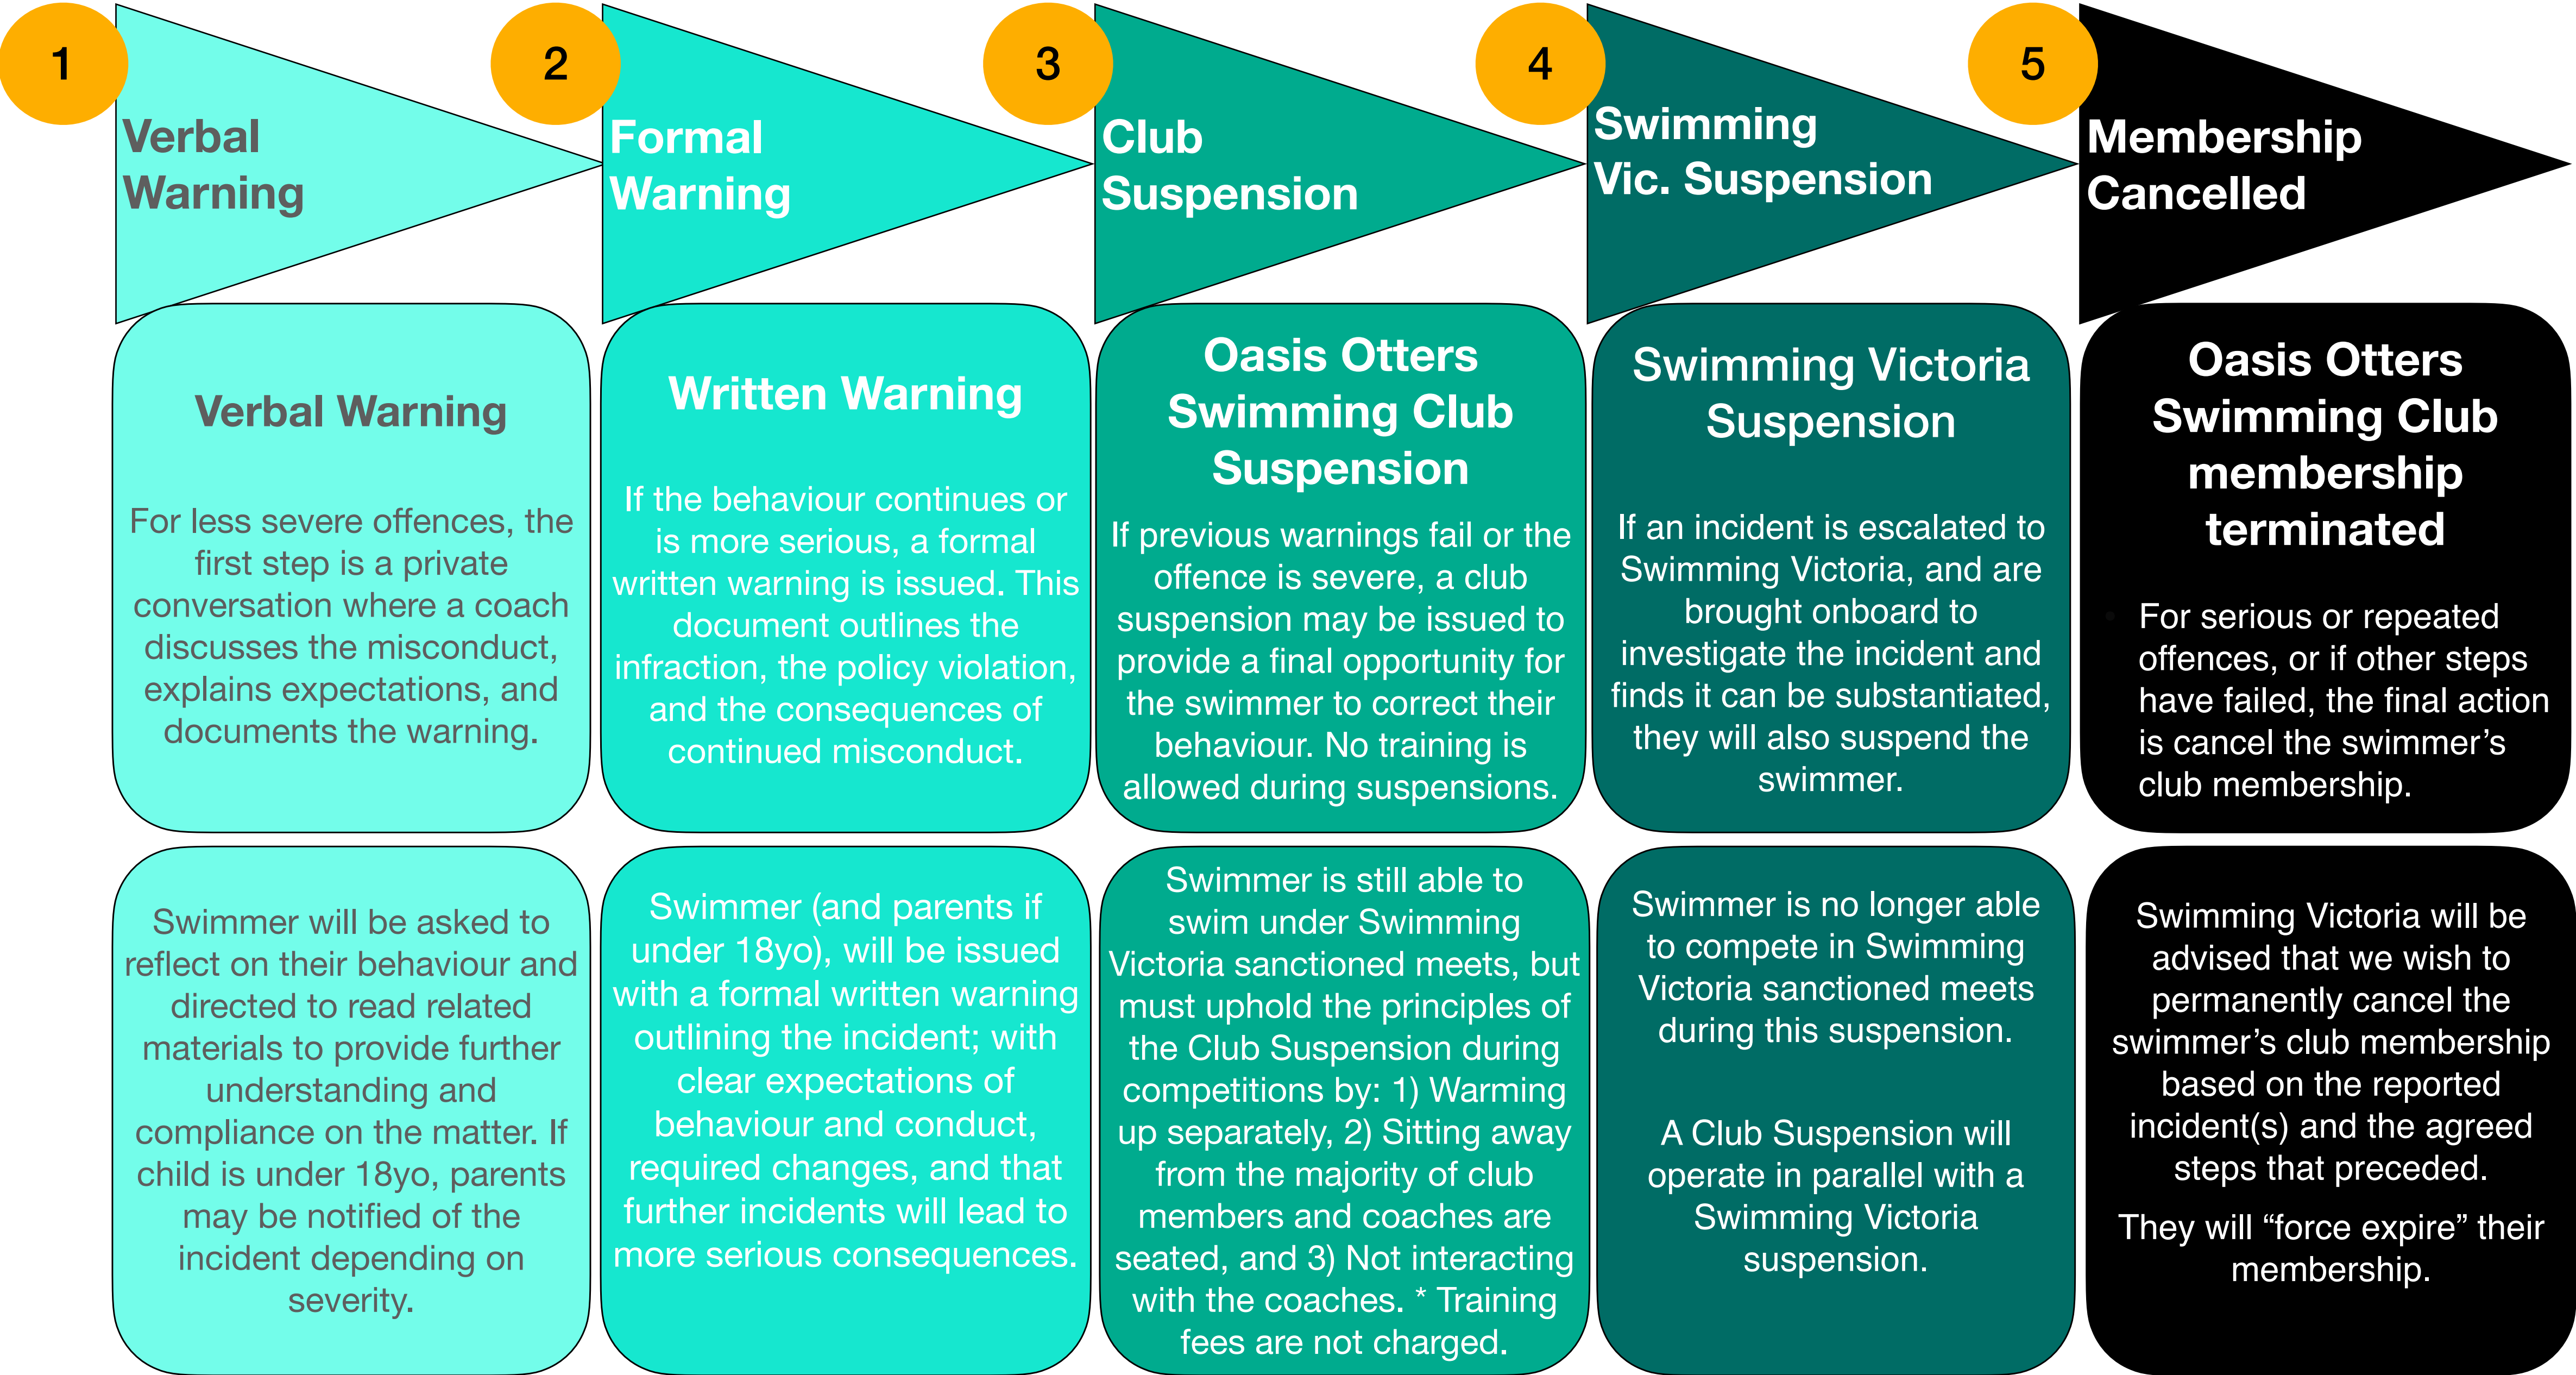 1
Verbal
Warning
2
Formal
Warning
3
Club
Suspension
4
Swimming
Vic. Suspension
5
Membership
Cancelled
Verbal Warning
For less severe offences, the
first step is a private
conversation where a coach
discusses the misconduct,
explains expectations, and
documents the warning.
Written Warning
If the behaviour continues or
is more serious, a formal
written warning is issued. This
document outlines the
infraction, the policy violation,
and the consequences of
continued misconduct.
Oasis Otters
Swimming Club
Suspension
If previous warnings fail or the
offence is severe, a club
suspension may be issued to
provide a final opportunity for
the swimmer to correct their
behaviour. No training is
allowed during suspensions.
Swimming Victoria
Suspension
If an incident is escalated to
Swimming Victoria, and are
brought onboard to
investigate the incident and
finds it can be substantiated,
they will also suspend the
swimmer.
Oasis Otters
Swimming Club
membership
terminated
• For serious or repeated
offences, or if other steps
have failed, the final action
is cancel the swimmer’s
club membership.
Swimmer will be asked to
reflect on their behaviour and
directed to read related
materials to provide further
understanding and
compliance on the matter. If
child is under 18yo, parents
may be notified of the
incident depending on
severity.
Swimmer (and parents if
under 18yo), will be issued
with a formal written warning
outlining the incident; with
clear expectations of
behaviour and conduct,
required changes, and that
further incidents will lead to
more serious consequences.
Swimmer is still able to
swim under Swimming
Victoria sanctioned meets, but
must uphold the principles of
the Club Suspension during
competitions by: 1) Warming
up separately, 2) Sitting away
from the majority of club
members and coaches are
seated, and 3) Not interacting
with the coaches. * Training
fees are not charged.
Swimmer is no longer able
to compete in Swimming
Victoria sanctioned meets
during this suspension.
A Club Suspension will
operate in parallel with a
Swimming Victoria
suspension.
Swimming Victoria will be
advised that we wish to
permanently cancel the
swimmer’s club membership
based on the reported
incident(s) and the agreed
steps that preceded.
They will “force expire” their
membership.